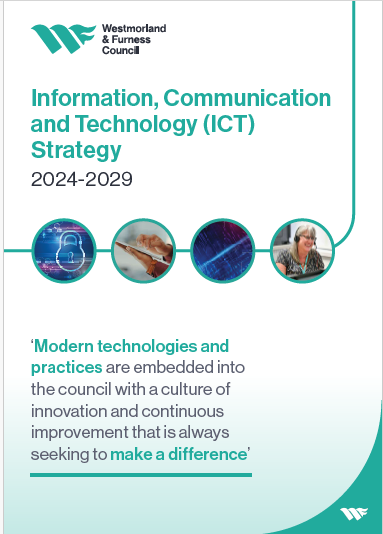 Westmorland
& Furness
Council
Information, Communication
and Technology (ICT)
Strategy
2024-2029
‘Modern technologies and
practices are embedded into
the council with a culture of
innovation and continuous
improvement that is always
seeking to make a difference’